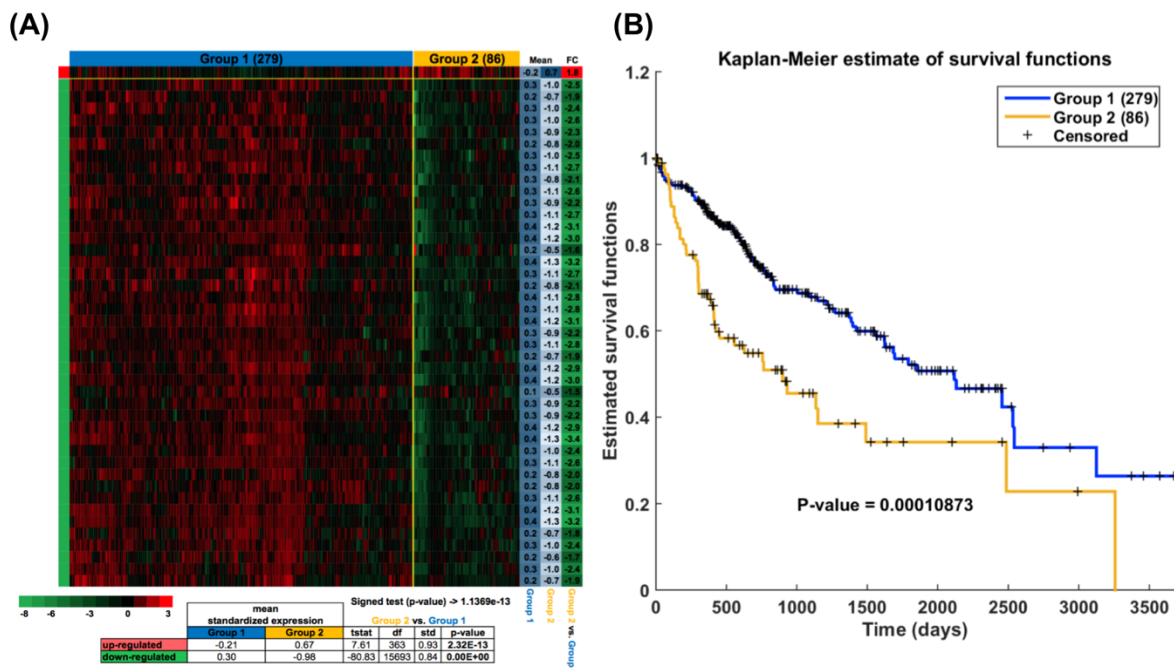 (A)
Group 1 (279) Group 2 (86) Mean FC
-0.2 0.7 1.8
0.3 -1.0 -2.5
0.2 -0.7 -1.9
0.3 -1.0 -2.4
0.3 -1.0 -2.6
0.3 -0.9 -2.3
0.2 -0.8 -2.0
0.3 -1.0 -2.5
0.3 -1.1 -2.7
0.3 -0.8 -2.1
0.3 -1.1 -2.6
0.3 -0.9 -2.2
0.3 -1.1 -2.7
0.4 -1.2 -3.1
0.4 -1.2 -3.0
0.2 -0.5 -1.6
0.4 -1.3 -3.2
0.3 -1.1 -2.7
0.2 -0.8 -2.1
0.4 -1.1 -2.8
0.3 -1.1 -2.8
0.4 -1.2 -3.1
0.3 -0.9 -2.2
0.3 -1.1 -2.8
0.2 -0.7 -1.9
0.4 -1.2 -2.9
0.4 -1.2 -3.0
0.1 -0.5 -1.5
0.3 -0.9 -2.2
0.3 -0.9 -2.2
0.4 -1.2 -2.9
0.4 -1.3 -3.4
0.3 -1.0 -2.4
0.3 -1.1 -2.6
0.2 -0.8 -2.0
0.2 -0.8 -2.0
0.3 -1.1 -2.6
0.4 -1.2 -3.1
0.4 -1.3 -3.2
0.2 -0.7 -1.8
0.3 -1.0 -2.4
0.2 -0.6 -1.7
0.3 -1.0 -2.4
0.2 -0.7 -1.9
Group 1
Group 2
Group 2 vs. Group
-8 -6 -3 0 3
Signed test (p-value) -> 1.1369e-13
mean
standardized expression
Group 2 vs. Group 1
Group 1 Group 2 tstat df std p-value
up-regulated -0.21 0.67 7.61 363 0.93 2.32E-13
down-regulated 0.30 -0.98 -80.83 15693 0.84 0.00E+00
(B)
Kaplan-Meier estimate of survival functions
Group 1 (279)
Group 2 (86)
Censored
Estimated survival functions
1.2
1
0.8
0.6
0.4
0.2
0
P-value = 0.00010873
0 500 1000 1500 2000 2500 3000 3500
Time (days)